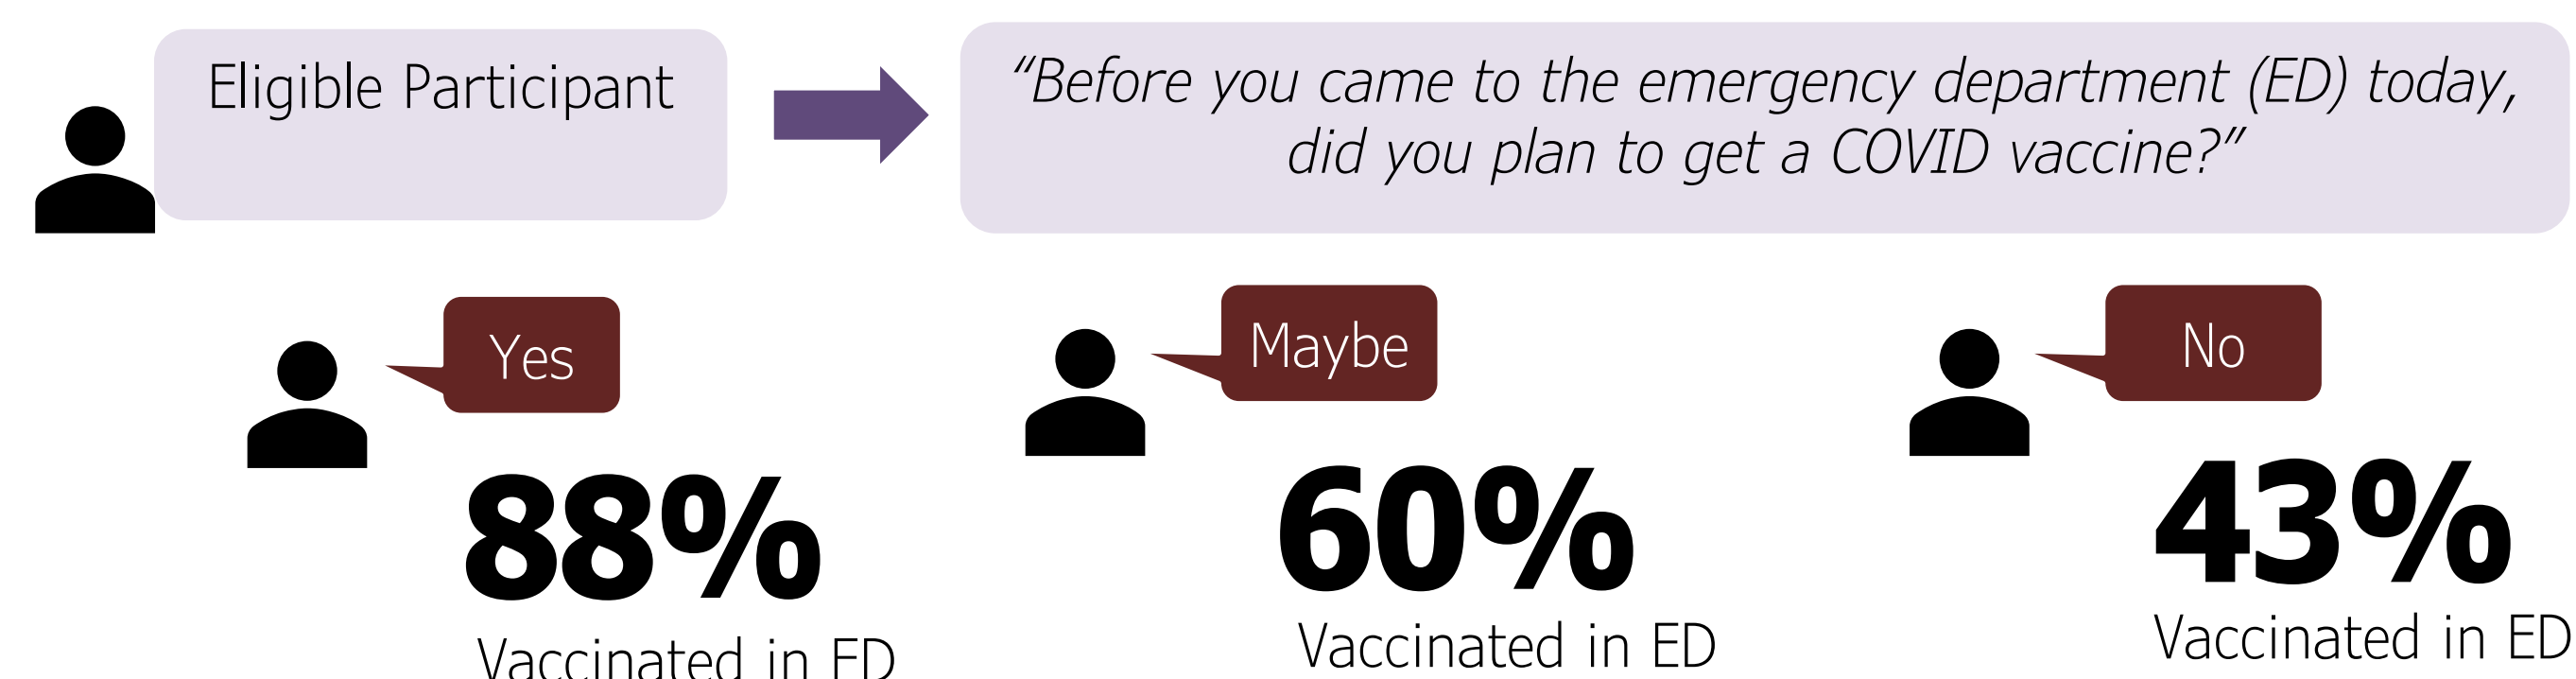 Eligible Participant
“Before you came to the emergency department (ED) today,
did you plan to get a COVID vaccine?”
Yes
Maybe
No
88%
60%
43%
Vaccinated in ED
Vaccinated in ED
Vaccinated in ED